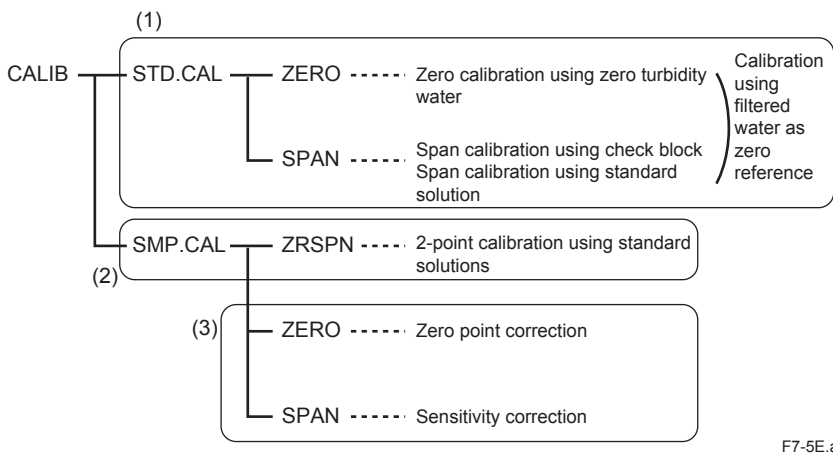 (1)
CALIB
STD.CAL
ZERO
Zero calibration using zero turbidity
water
SPAN
Span calibration using check block
Span calibration using standard
solution
Calibration
using
filtered
water as
zero
reference
(2)
SMP.CAL
ZRSPN
2-point calibration using standard
solutions
(3)
ZERO
Zero point correction
SPAN
Sensitivity correction
F7-5E.a